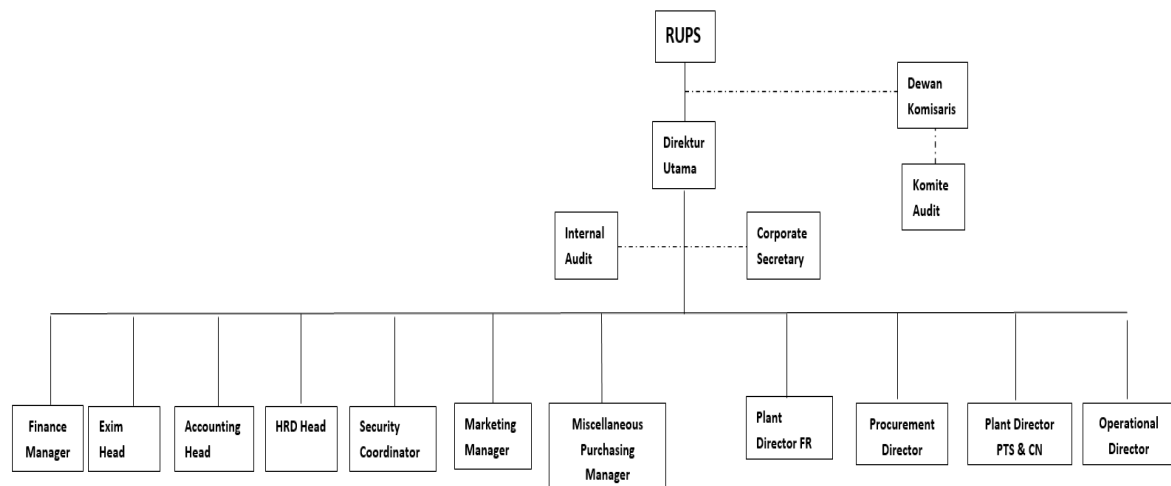 RUPS
Dewan
Komisaris
Direktur
Utama
Komite
Audit
Internal
Audit
Corporate
Secretary
Finance
Manager
Exim
Head
Accounting
Head
HRD Head
Security
Coordinator
Marketing
Manager
Miscellaneous
Purchasing
Manager
Plant
Director FR
Procurement
Director
Plant Director
PTS & CN
Operational
Director